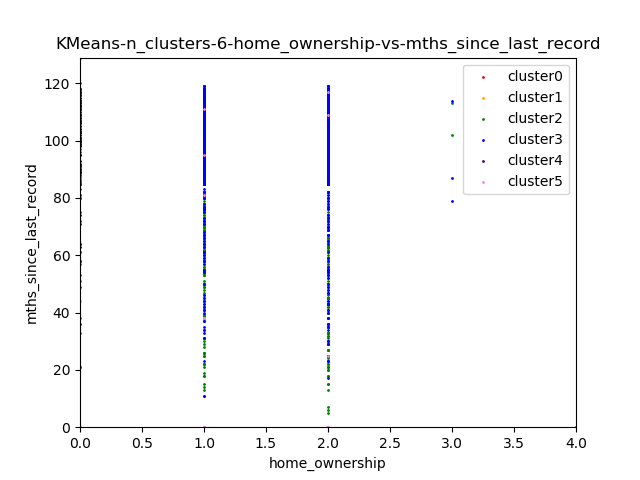 KMeans-n_clusters-6-home_ownership-vs-mths_since_last_record
cluster0
cluster1
cluster2
cluster3
cluster4
cluster5
120
100
80
60
40
20
0
mths_since_last_record
0.0 0.5 1.0 1.5 2.0 2.5 3.0 3.5 4.0
home_ownership